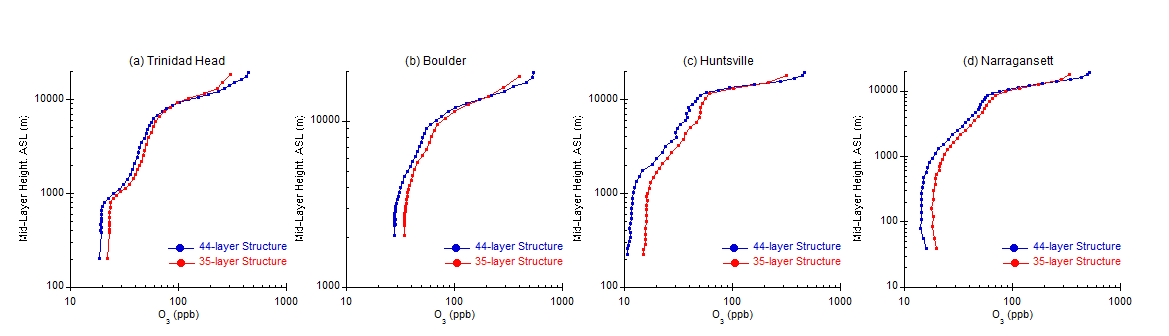 (a) Trinidad Head
Mid-Layer Height. ASL (m)
10000
1000
100
10
100
1000
O3 (ppb)
44-layer Structure
35-layer Structure
(b) Boulder
Mid-Layer Height. ASL (m)
10000
1000
10
100
1000
O3 (ppb)
44-layer Structure
35-layer Structure
(c) Huntsville
Mid-Layer Height. ASL (m)
10000
1000
100
10
100
1000
O3 (ppb)
44-layer Structure
35-layer Structure
(d) Narragansett
Mid-Layer Height. ASL (m)
10000
1000
100
10
10
100
1000
O3 (ppb)
44-layer Structure
35-layer Structure